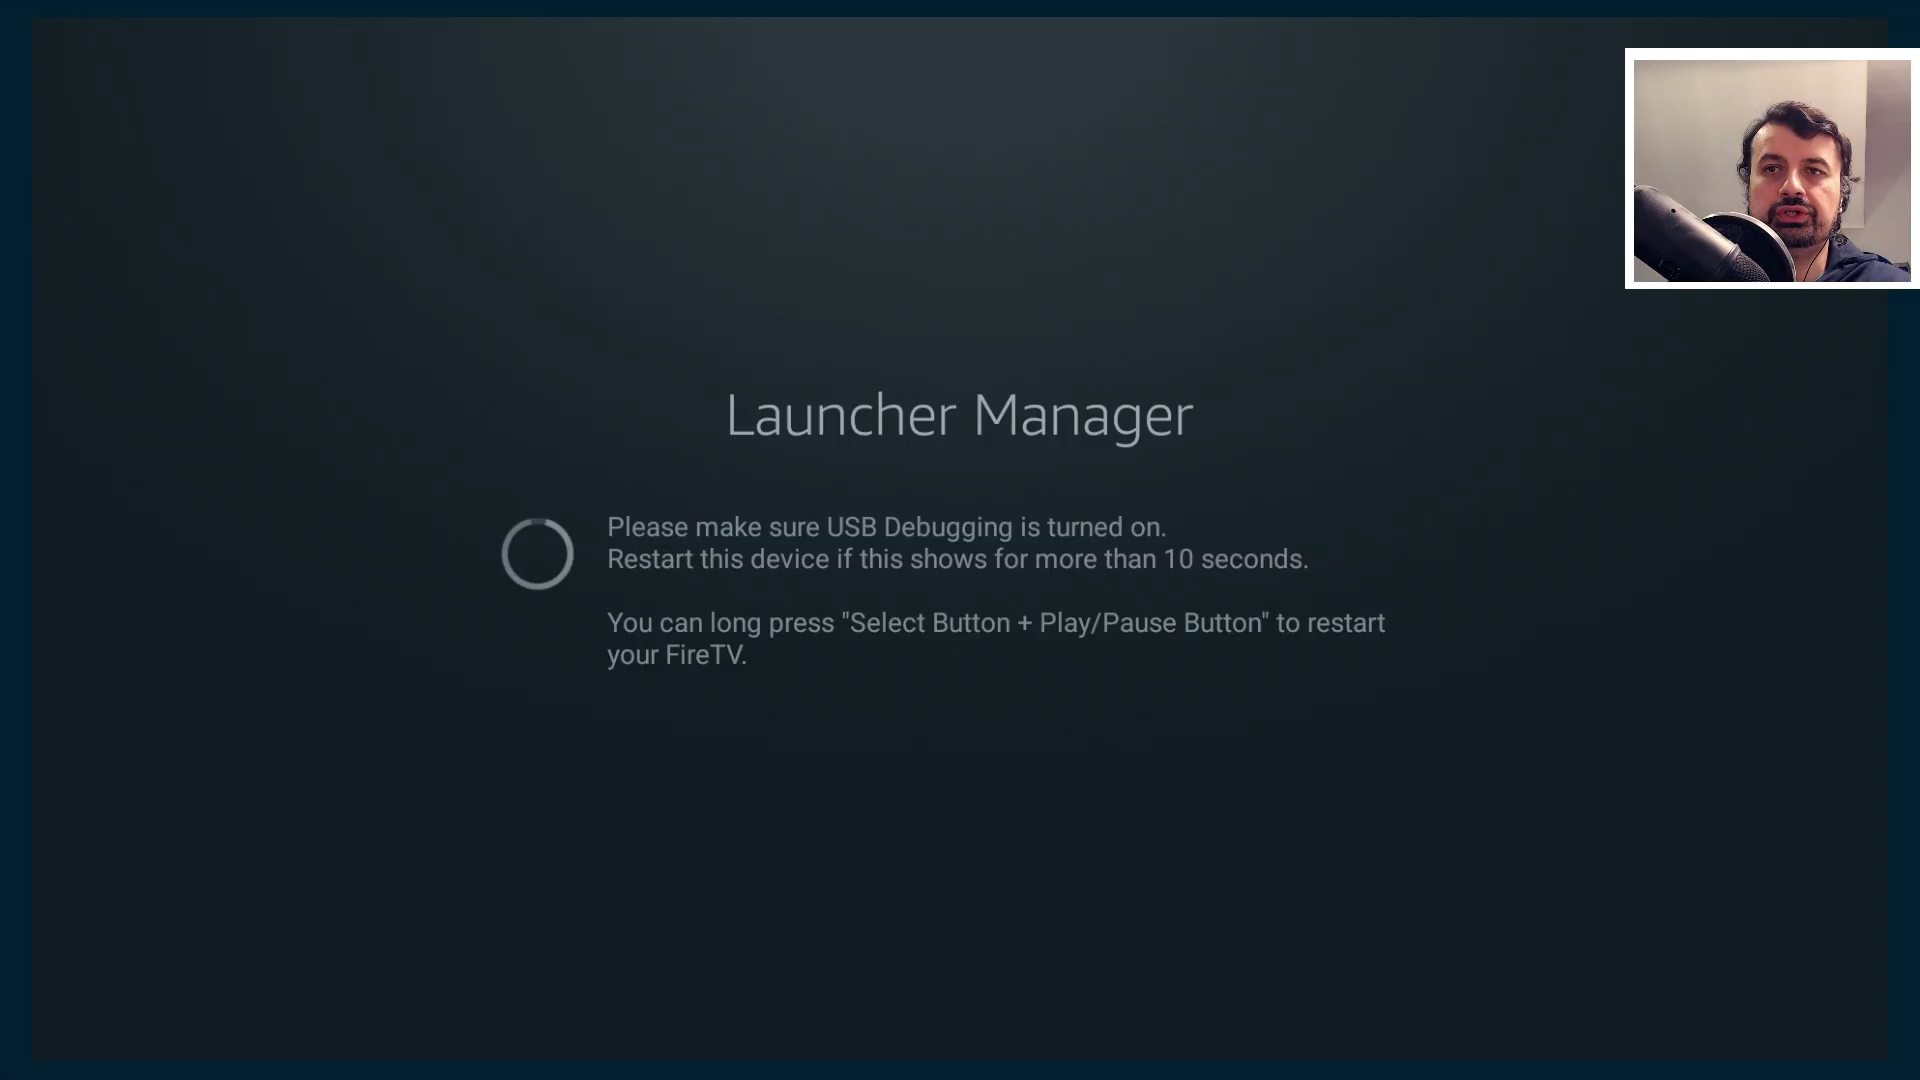 Launcher Manager
Please make sure USB Debugging is turned on.
Restart this device if this shows for more than 10 seconds.
You can long press "Select Button + Play/Pause Button" to restart
your FireTV.